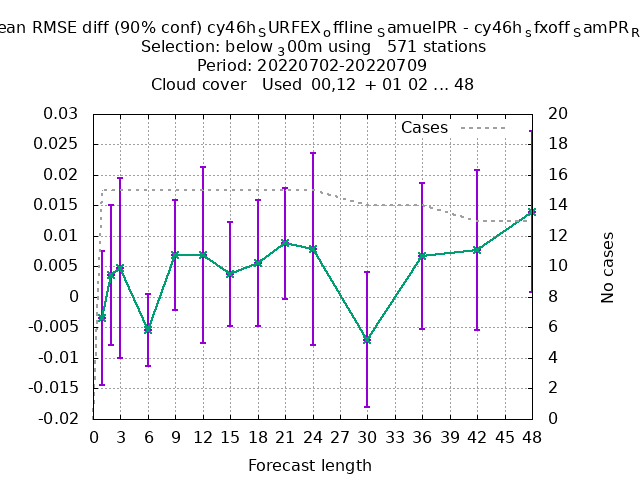 ean RMSE diff (90% conf) cy46h_SURFEX_offline_SamuelPR - cy46h_sfxoff_SamPR_R
Selection: below_300m using 571 stations
Period: 20220702-20220709
Cloud cover Used 00,12 + 01 02 ... 48
0.03 20
0.025 18
0.02 16
0.015 14
0.01 12
0.005 10
0 8
-0.005 6
-0.01 4
-0.015 2
-0.02 0
Cases
No cases
0 3 6 9 12 15 18 21 24 27 30 33 36 39 42 45 48
Forecast length